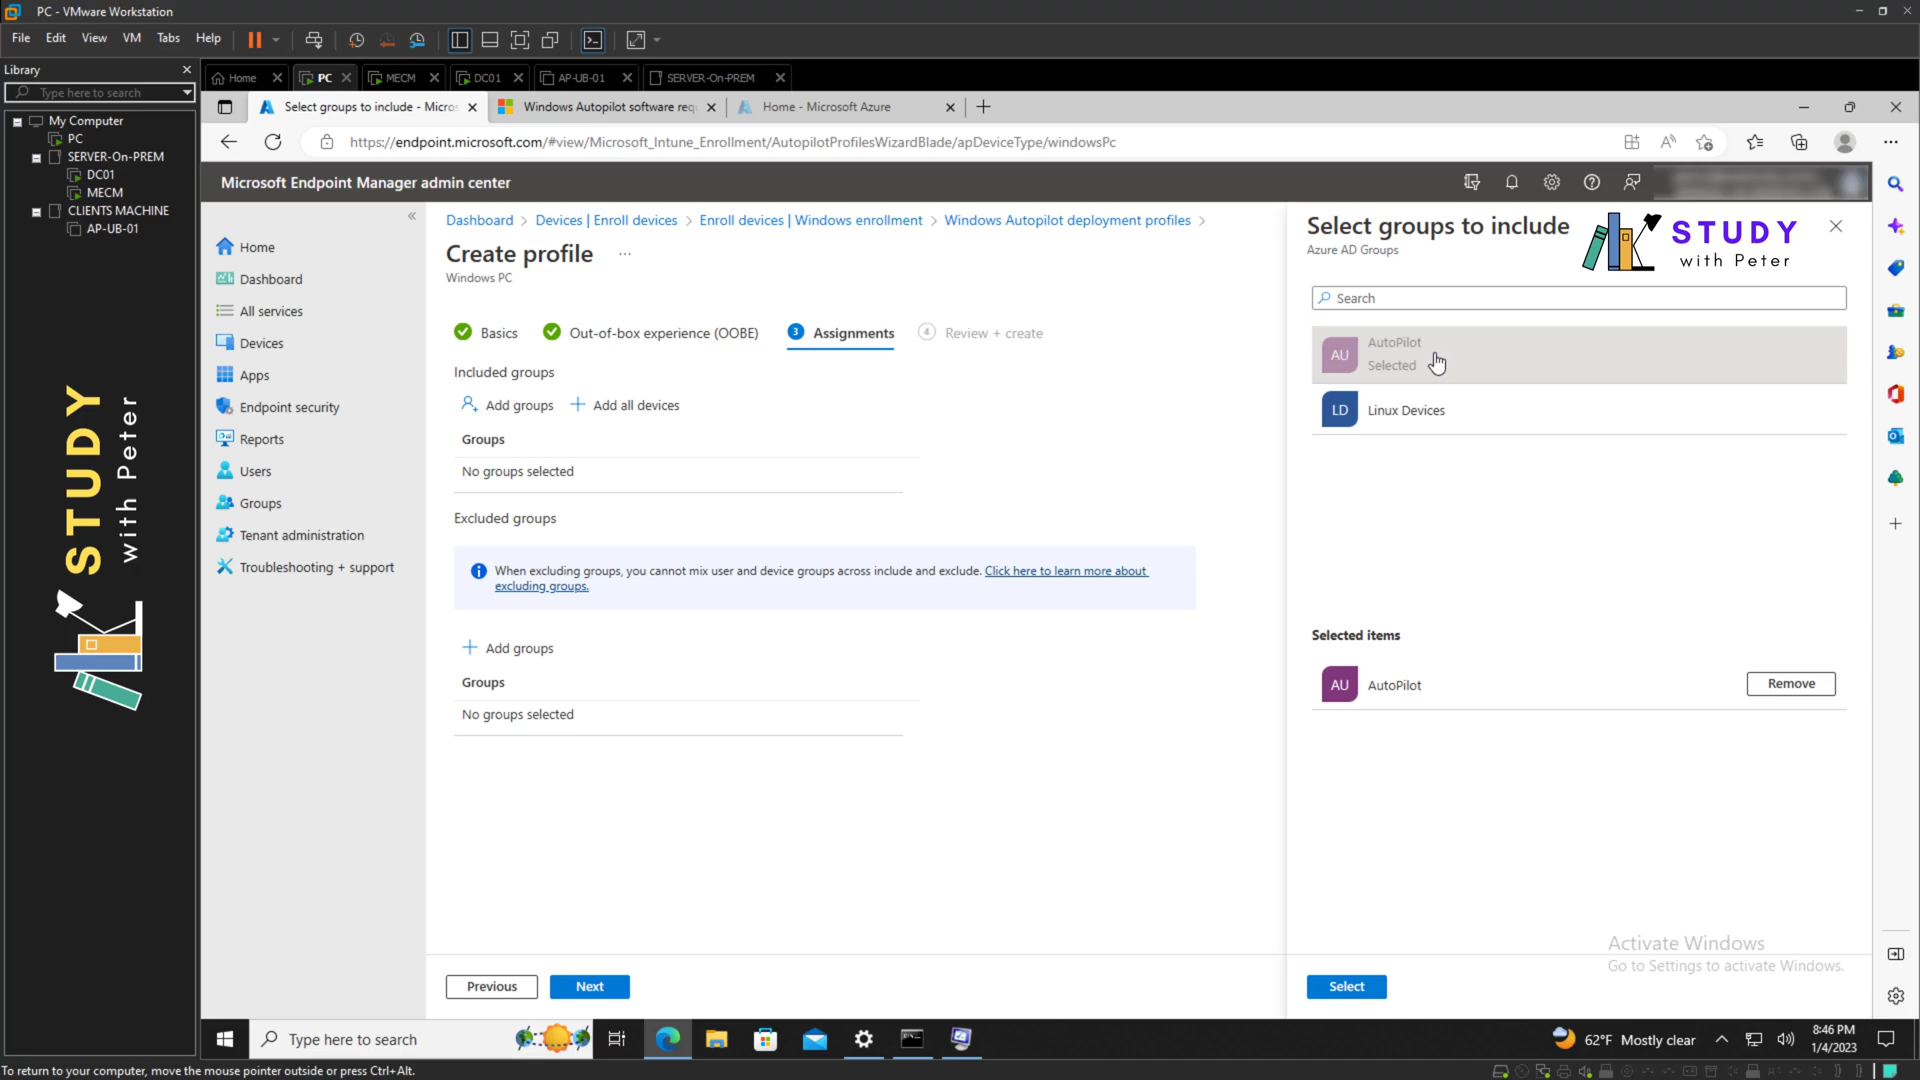 PC - VMware Workstation
File Edit View VM Tabs Help
Library
Type here to search
My Computer
PC
SERVER-On-PREM
DC01
MECM
CLIENTS MACHINE
AP-UB-01
STUDY
with Peter
Home
PC
MECM
DC01
AP-UB-01
SERVER-On-PREM
Select groups to include - Micros
Windows Autopilot software req
Home - Microsoft Azure
https://endpoint.microsoft.com/#view/Microsoft_Intune_Enrollment/AutopilotProfilesWizardBlade/apDeviceType/windowsPc
Microsoft Endpoint Manager admin center
Home
Dashboard
All services
Devices
Apps
Endpoint security
Reports
Users
Groups
Tenant administration
Troubleshooting + support
Dashboard > Devices | Enroll devices > Enroll devices | Windows enrollment > Windows Autopilot deployment profiles >
Create profile ...
Windows PC
Basics
Out-of-box experience (OOBE)
3 Assignments
4 Review + create
Included groups
Add groups
Add all devices
Groups
No groups selected
Excluded groups
When excluding groups, you cannot mix user and device groups across include and exclude. Click here to learn more about
excluding groups.
Add groups
Groups
No groups selected
Previous
Next
Select groups to include
Azure AD Groups
STUDY
with Peter
Search
AU
AutoPilot
Selected
LD
Linux Devices
Selected items
AU
AutoPilot
Remove
Activate Windows
Go to Settings to activate Windows.
Select
Type here to search
62°F Mostly clear
8:46 PM
1/4/2023
To return to your computer, move the mouse pointer outside or press Ctrl+Alt.